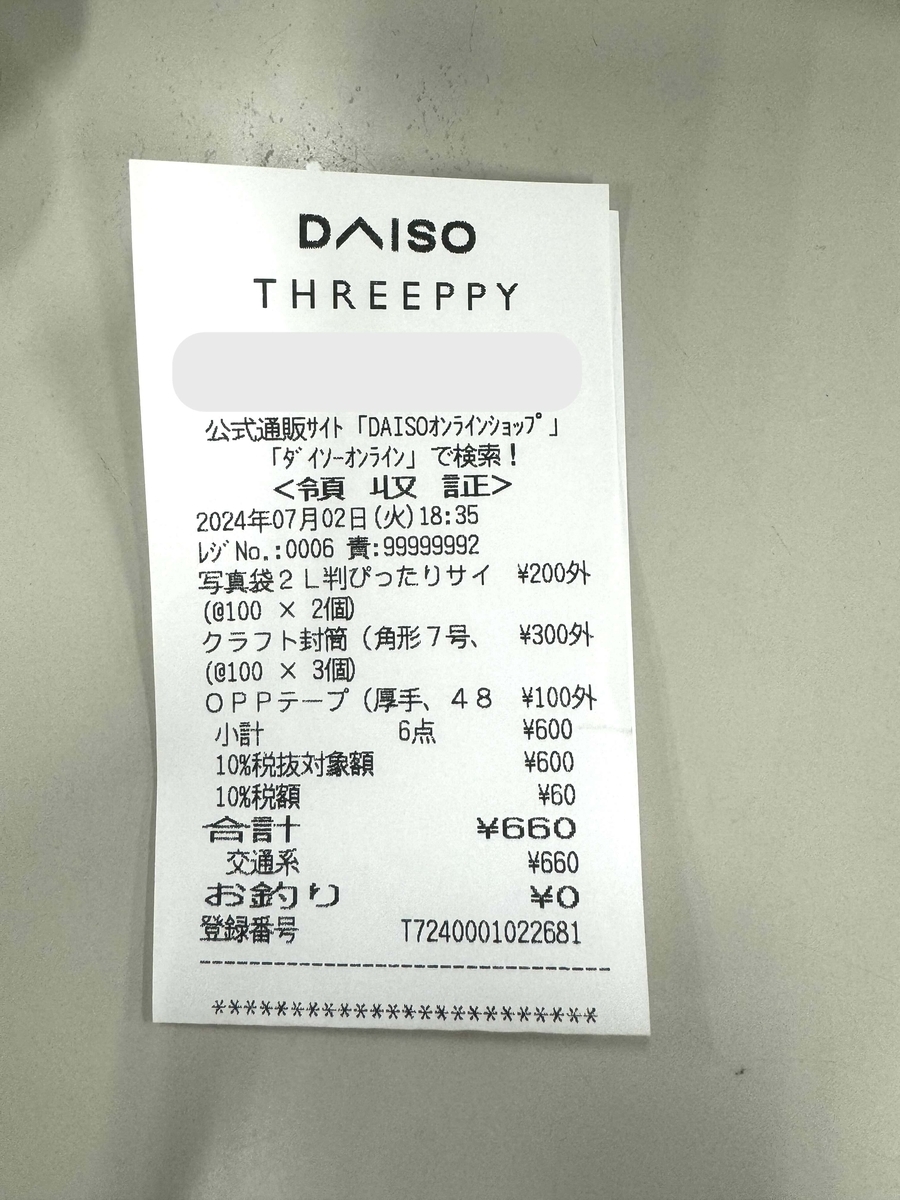 DAISO
THREEPPY
公式通販ｻｲﾄ「DAISOｵﾝﾗｲﾝｼｮｯﾌﾟ」
「ﾀﾞｲｿｰｵﾝﾗｲﾝ」で検索！
<領　収　証>
2024年07月02日(火)18:35
ﾚｼﾞNo.:0006 責:99999992
写真袋２Ｌ判ぴったりサイ ¥200外
(@100 × 2個)
クラフト封筒（角形７号、 ¥300外
(@100 × 3個)
ＯＰＰテープ（厚手、４８ ¥100外
小計 6点 ¥600
10%税抜対象額 ¥600
10%税額 ¥60
合計 ¥660
交通系 ¥660
お釣り ¥0
登録番号 T7240001022681
************************